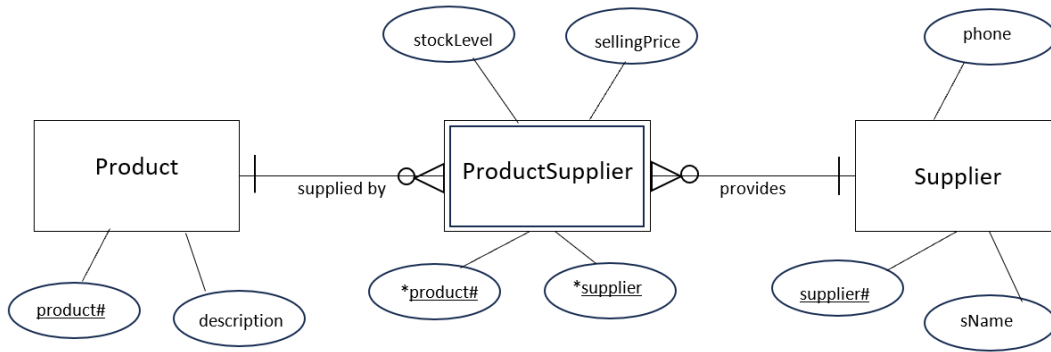 stockLevel
sellingPrice
phone
Product
ProductSupplier
Supplier
supplied by
provides
product#
description
*product#
*supplier
supplier#
sName